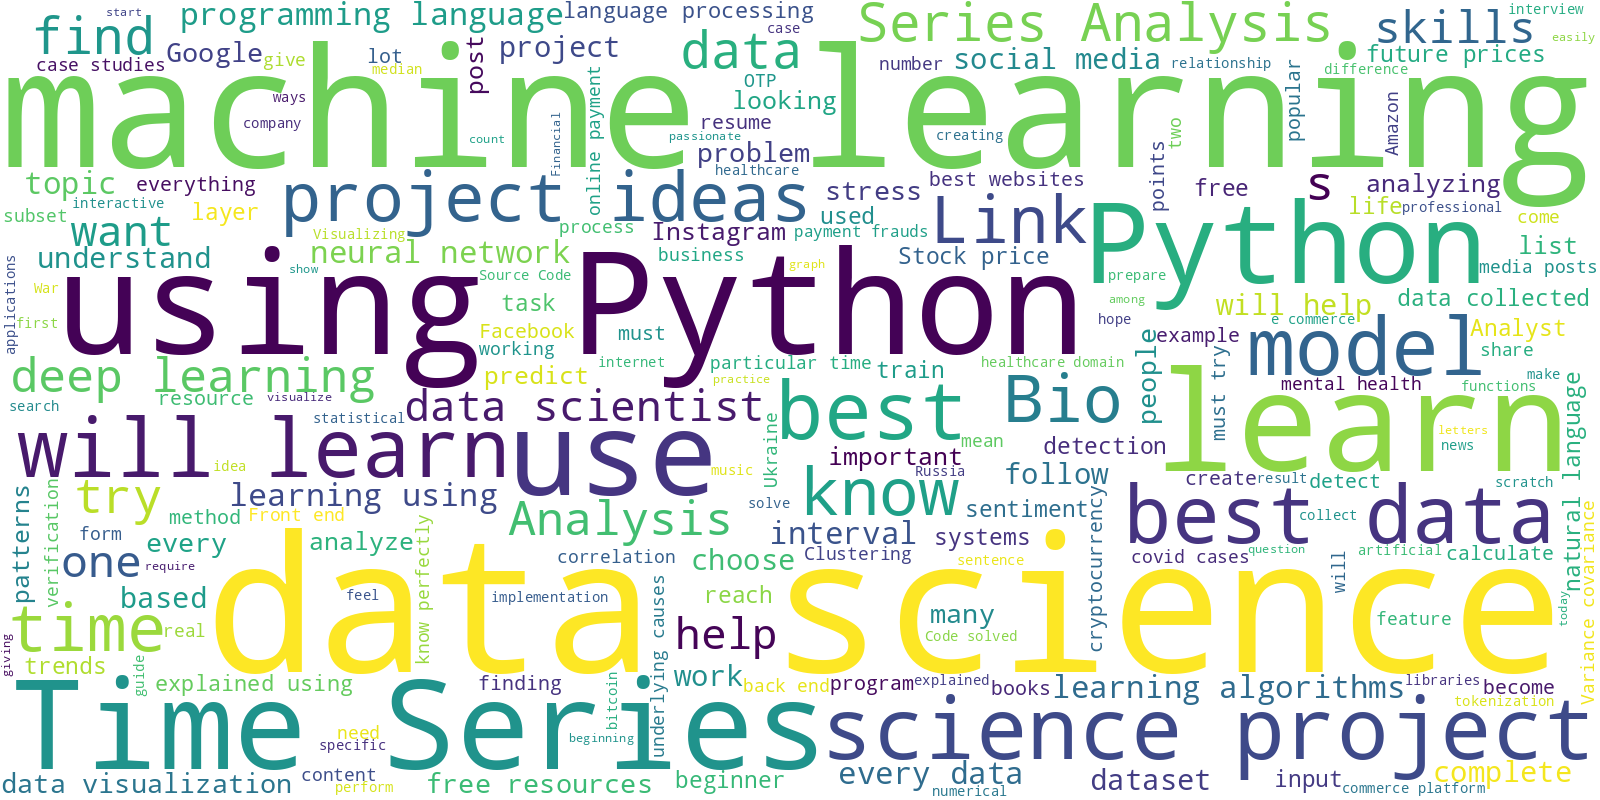 start
programming language
language processing
Series Analysis
interview
find
Google
give
lot
post
project
data
case
skills
easily
case studies
median
OTP
number
social media
relationship
future prices
difference
machine learning
ways
company
count
Financial
online payment
looking
resume
passionate
problem
healthcare
creating
popular
Amazon
two
points
topic
everything
interactive
subset
layer
project ideas
stress
best websites
free
s
analyzing
used
Link
life
professional
come
want
Visualizing
process
Instagram
payment frauds
Python
list
understand
neural network
business
Stock price
media posts
applications
show
Source Code
graph
prepare
War
using Python
task
among
will help
data collected
first
Facebook
must
hope
e commerce
people
example
model
Analyst
working
share
internet
particular time
healthcare domain
deep learning
predict
practice
train
must try
mental health
make
functions
resource
visualize
search
statistical
data scientist
best
Bio
learn
natural language
will learn
use
Ukraine
mean
detection
letters
news
idea
music
important
Russia
follow
try
learning using
solve
know
cryptocurrency
create
result
detect
scratch
patterns
verification
method
Front end
Analysis
sentiment
best data
collect
Variance covariance
form
every
analyze
know perfectly
interval
systems
one
require
correlation
choose
Clustering
sentence
covid cases
question
will
artificial
calculate
based
feel
implementation
reach
many
feature
today
time
real
data science
underlying causes
help
Code solved
giving
trends
guide
explained using
finding
bitcoin
work
back end
program
explained
books
learning algorithms
libraries
become
tokenization
Time Series
need
specific
beginning
science project
data visualization
content
perform
free resources
beginner
every data
numerical
dataset
input
commerce platform
complete